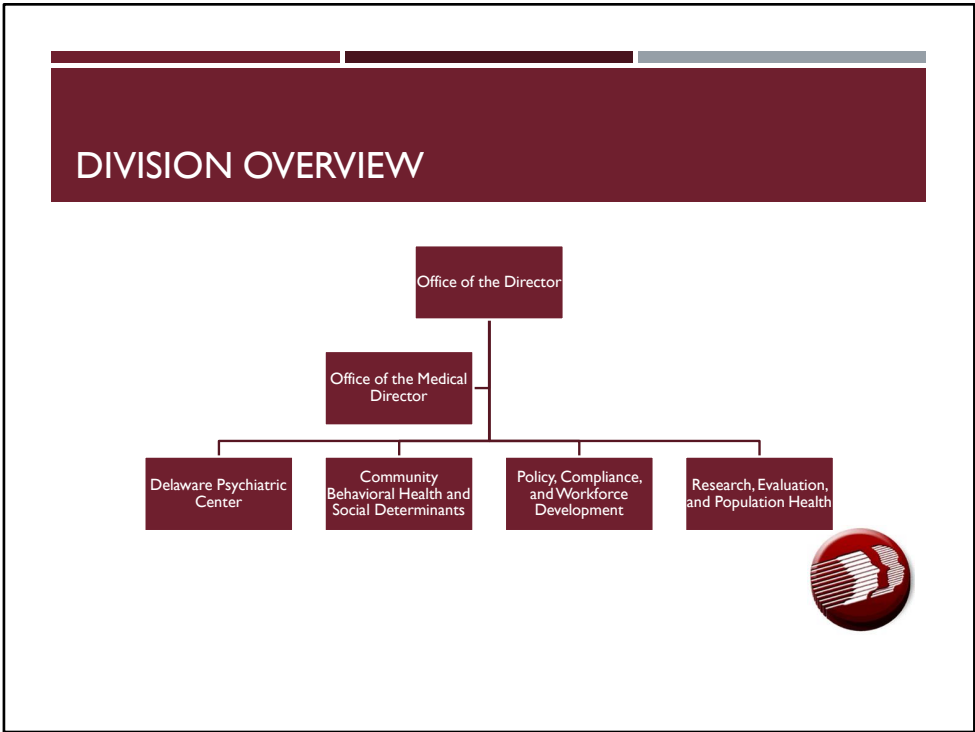 DIVISION OVERVIEW
Office of the Director
Office of the Medical
Director
Delaware Psychiatric
Center
Community
Behavioral Health and
Social Determinants
Policy, Compliance,
and Workforce
Development
Research, Evaluation,
and Population Health